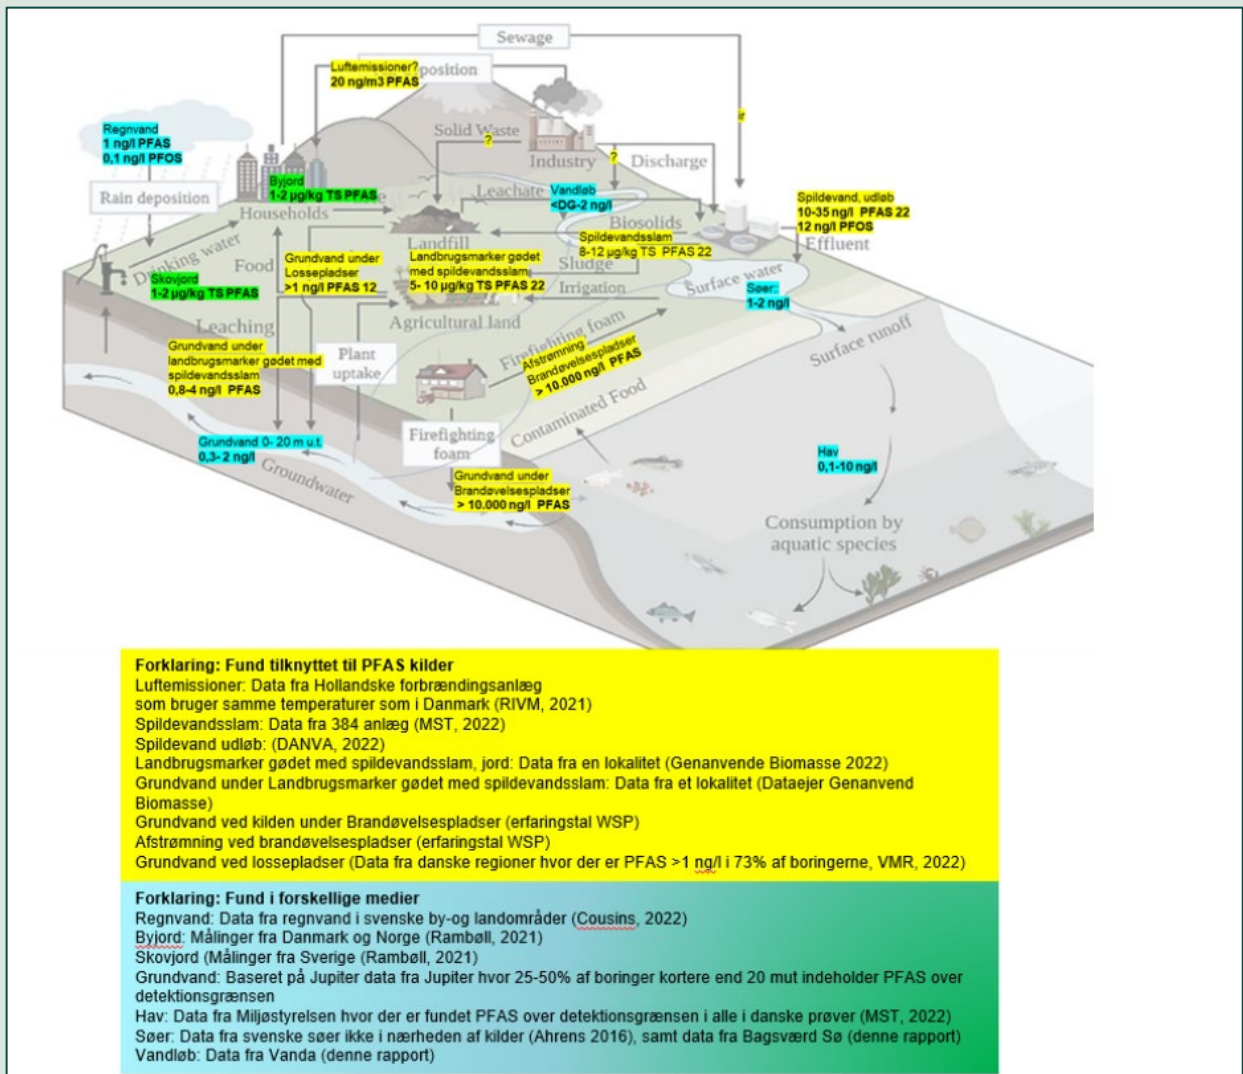 Sewage
Luftemissioner?
20 ng/m3 PFAS
position
Regnvand
1 ng/l PFAS
0,1 ng/l PFOS
Solid Waste
?
Industry
?
Discharge
Rain deposition
Byjord
1-2 µg/kg TS PFAS
Households
Leachate
Vandløb
<DG-2 ng/l
Spildevand, udløb
10-35 ng/l PFAS 22
12 ng/l PFOS
Effluent
Biosolids
Landfill
Drinking water
Food
Grundvand under
Lossepladser
>1 ng/l PFAS 12
Landbrugsmarker gødet
med spildevandsslam
5- 10 µg/kg TS PFAS 22
Spildevandsslam
8-12 µg/kg TS PFAS 22
Sludge
Irrigation
Surface water
Søer:
1-2 ng/l
Skovjord
1-2 µg/kg TS PFAS
Agricultural land
Leaching
Surface runoff
Grundvand under
landbrugsmarker gødet med
spildevandsslam
0,8-4 ng/l PFAS
Plant
uptake
Firefighting foam
Afstrømning
Brandøvelsespladser
> 10.000 ng/l PFAS
Contaminated Food
Firefighting
foam
Grundvand 0- 20 m u.t.
0,3- 2 ng/l
Groundwater
Grundvand under
Brandøvelsespladser
> 10.000 ng/l PFAS
Hav
0,1-10 ng/l
Consumption by
aquatic species
Forklaring: Fund tilknyttet til PFAS kilder
Luftemissioner: Data fra Hollandske forbrændingsanlæg
som bruger samme temperaturer som i Danmark (RIVM, 2021)
Spildevandsslam: Data fra 384 anlæg (MST, 2022)
Spildevand udløb: (DANVA, 2022)
Landbrugsmarker gødet med spildevandsslam, jord: Data fra en lokalitet (Genanvende Biomasse 2022)
Grundvand under Landbrugsmarker gødet med spildevandsslam: Data fra et lokalitet (Dataejer Genanvend
Biomasse)
Grundvand ved kilden under Brandøvelsespladser (erfaringstal WSP)
Afstrømning ved brandøvelsespladser (erfaringstal WSP)
Grundvand ved lossepladser (Data fra danske regioner hvor der er PFAS >1 ng/l i 73% af boringerne, VMR, 2022)
Forklaring: Fund i forskellige medier
Regnvand: Data fra regnvand i svenske by-og landområder (Cousins, 2022)
Byjord: Målinger fra Danmark og Norge (Rambøll, 2021)
Skovjord (Målinger fra Sverige (Rambøll, 2021)
Grundvand: Baseret på Jupiter data fra Jupiter hvor 25-50% af boringer kortere end 20 mut indeholder PFAS over
detektionsgrænsen
Hav: Data fra Miljøstyrelsen hvor der er fundet PFAS over detektionsgrænsen i alle i danske prøver (MST, 2022)
Søer: Data fra svenske søer ikke i nærheden af kilder (Ahrens 2016), samt data fra Bagsværd Sø (denne rapport)
Vandløb: Data fra Vanda (denne rapport)